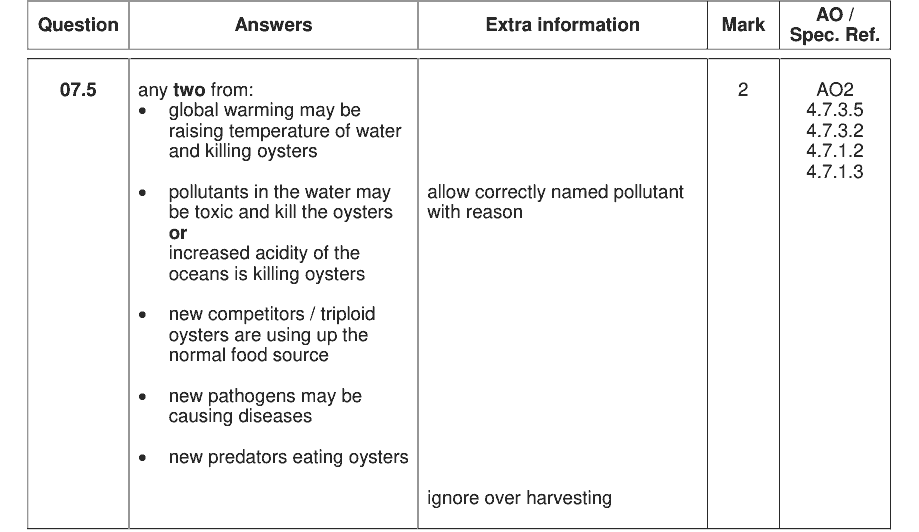 Question Answers Extra information Mark AO /
Spec. Ref.
07.5 any two from: 2 AO2
• global warming may be 4.7.3.5
raising temperature of water 4.7.3.2
and killing oysters 4.7.1.2
4.7.1.3
• pollutants in the water may allow correctly named pollutant
be toxic and kill the oysters with reason
or
increased acidity of the
oceans is killing oysters
• new competitors / triploid
oysters are using up the
normal food source
• new pathogens may be
causing diseases
• new predators eating oysters
ignore over harvesting